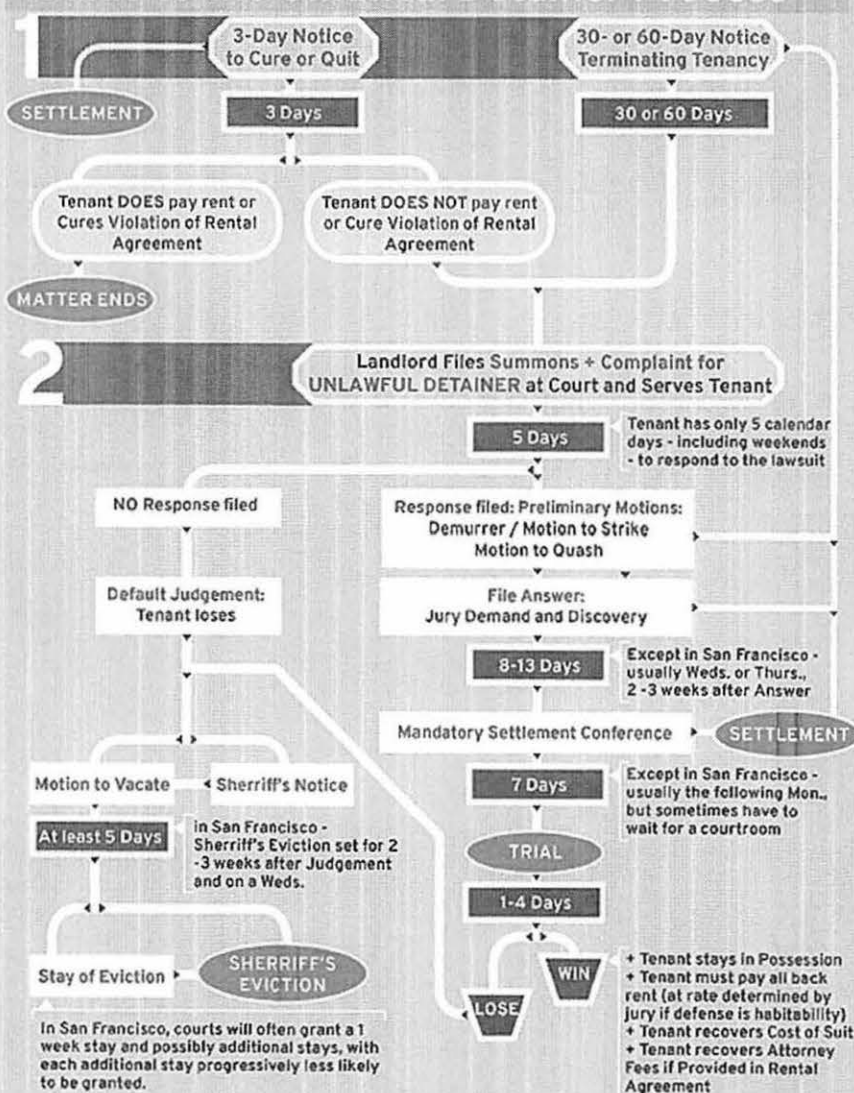 1
3-Day Notice
to Cure or Quit
30- or 60-Day Notice
Terminating Tenancy
SETTLEMENT
3 Days
30 or 60 Days
Tenant DOES pay rent or
Cures Violation of Rental
Agreement
Tenant DOES NOT pay rent
or Cure Violation of Rental
Agreement
MATTER ENDS
2
Landlord Files Summons + Complaint for
UNLAWFUL DETAINER at Court and Serves Tenant
5 Days
Tenant has only 5 calendar
days - including weekends
- to respond to the lawsuit
NO Response filed
Response filed: Preliminary Motions:
Demurrer / Motion to Strike
Motion to Quash
Default Judgement:
Tenant loses
File Answer:
Jury Demand and Discovery
8-13 Days
Except in San Francisco -
usually Weds. or Thurs.,
2 -3 weeks after Answer
Mandatory Settlement Conference
SETTLEMENT
Motion to Vacate
Sherriff's Notice
7 Days
Except in San Francisco -
usually the following Mon.,
but sometimes have to
wait for a courtroom
At least 5 Days
in San Francisco -
Sherriff's Eviction set for 2
-3 weeks after Judgement
and on a Weds.
TRIAL
1-4 Days
Stay of Eviction
SHERRIFF'S
EVICTION
LOSE
WIN
+ Tenant stays in Possession
+ Tenant must pay all back
rent (at rate determined by
jury if defense is habitability)
+ Tenant recovers Cost of Suit
+ Tenant recovers Attorney
Fees if Provided in Rental
Agreement
In San Francisco, courts will often grant a 1
week stay and possibly additional stays, with
each additional stay progressively less likely
to be granted.